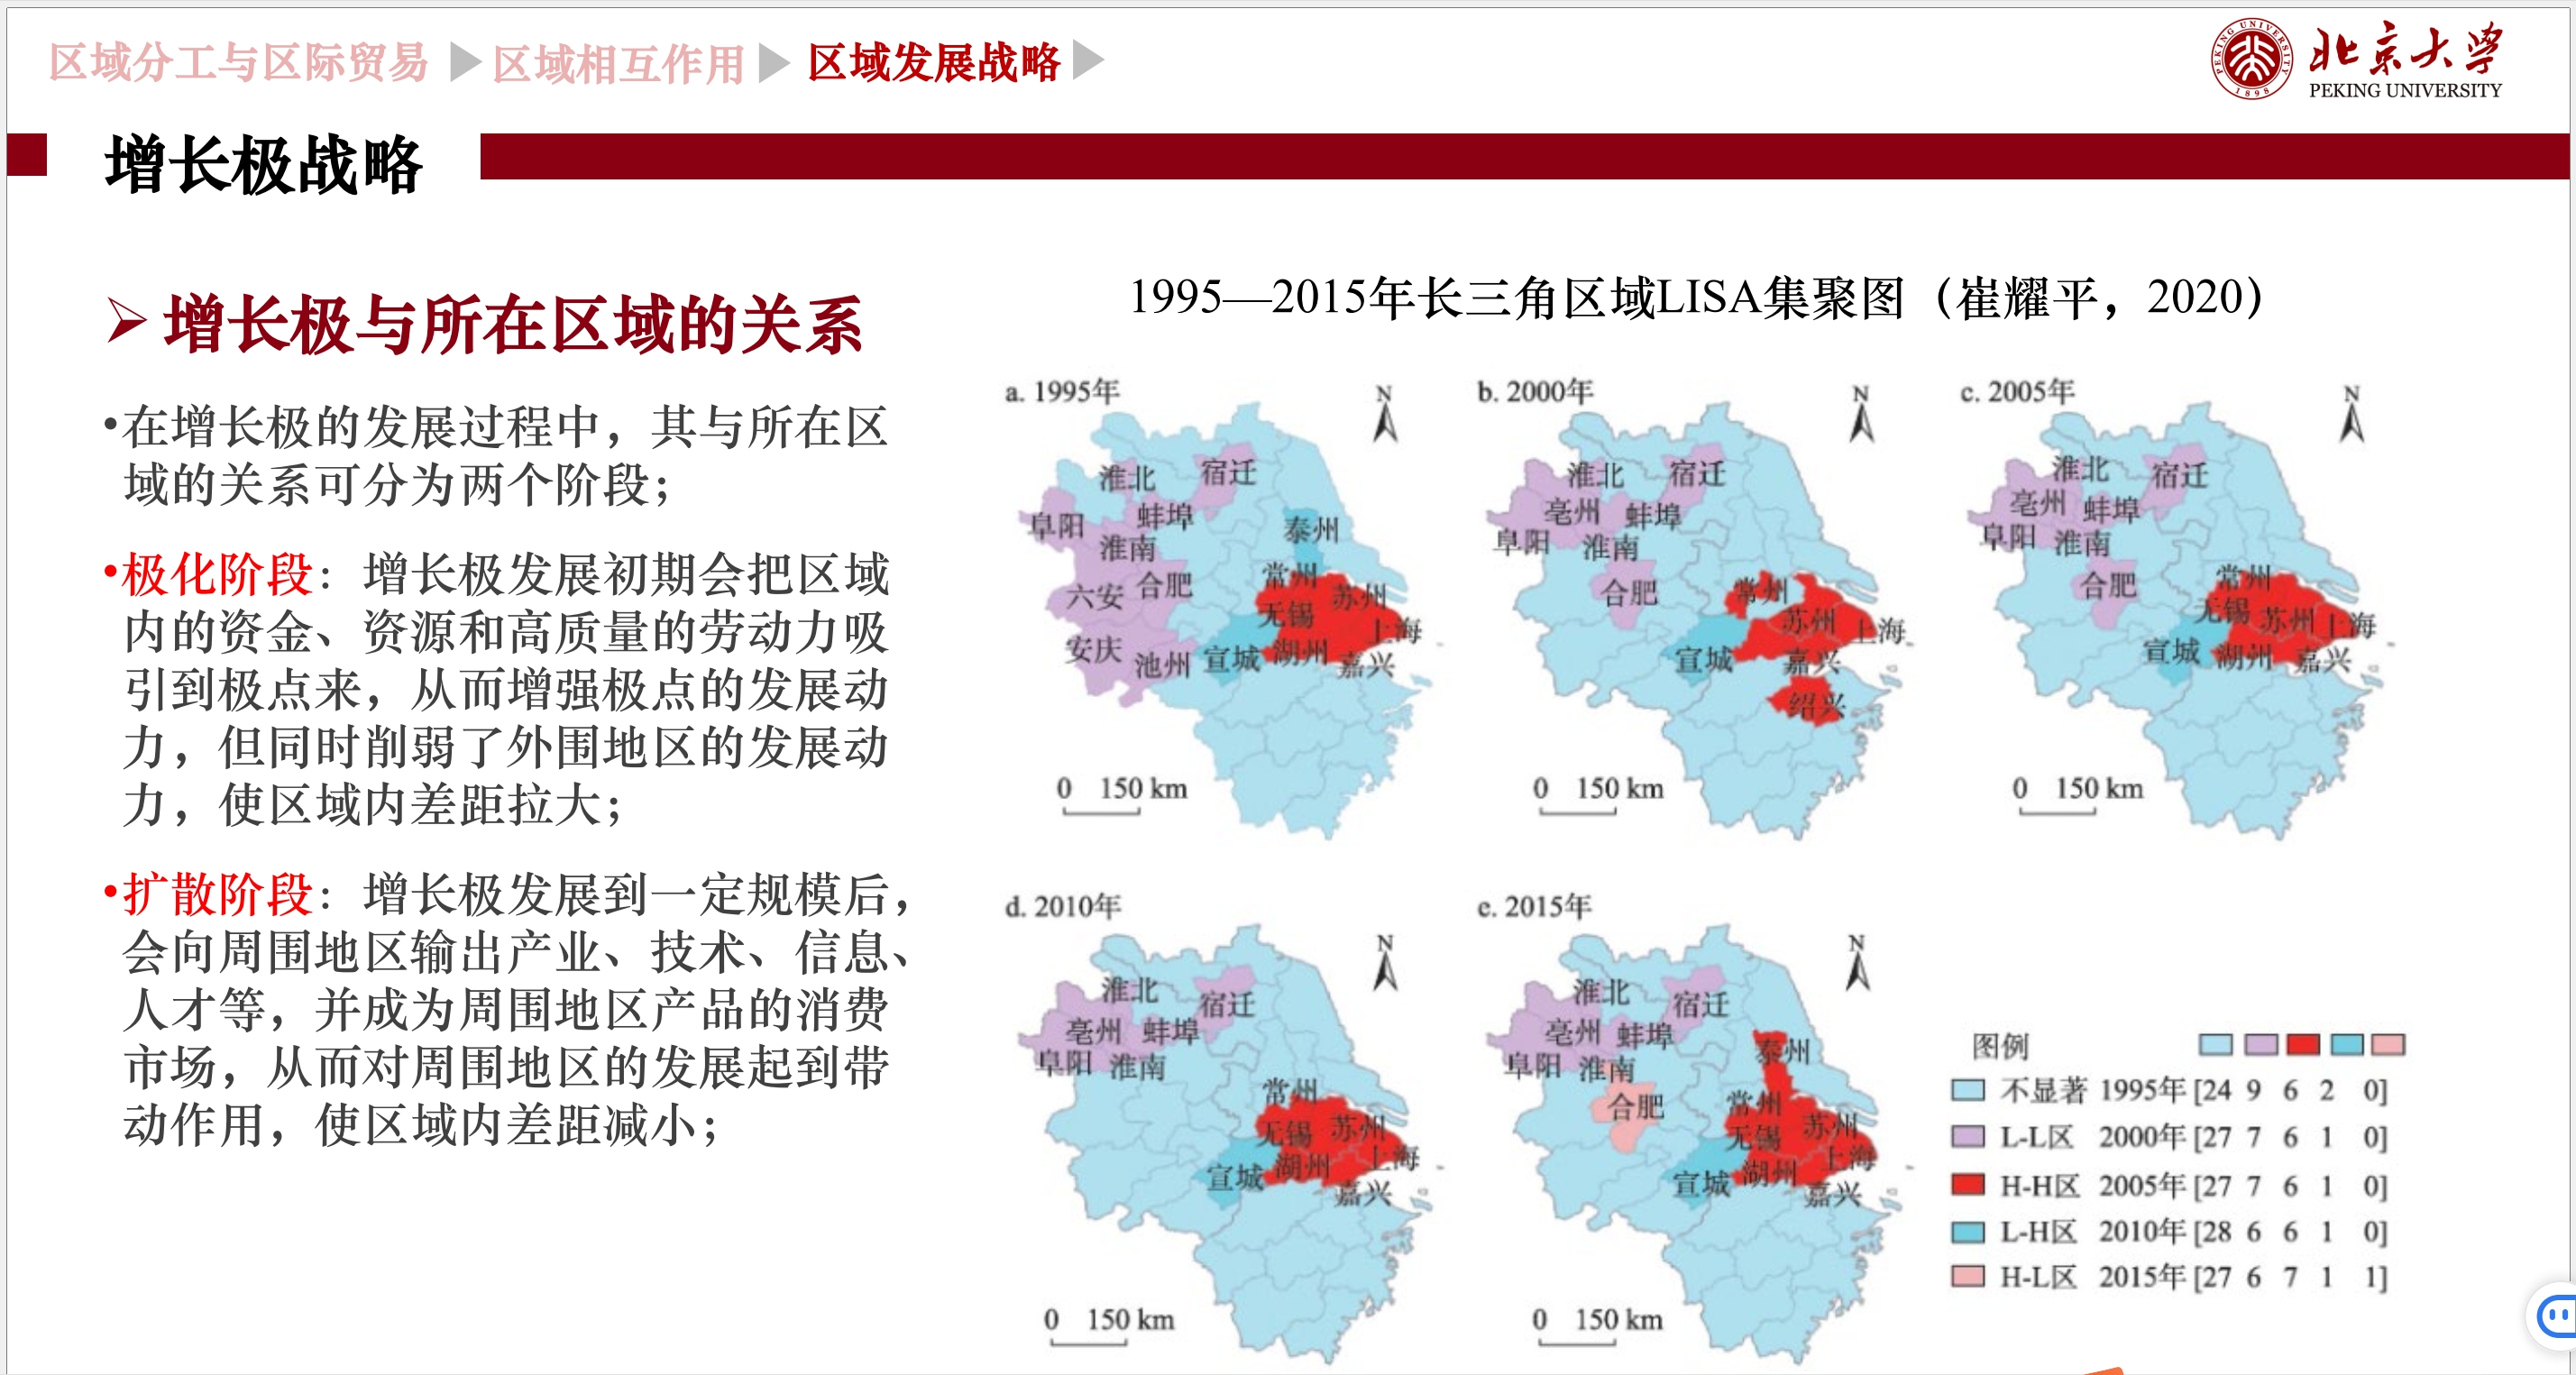 区域分工与区际贸易 区域相互作用 区域发展战略
北京大学
PEKING UNIVERSITY
PEKING UNIVERSITY
1898
增长极战略
增长极与所在区域的关系
•在增长极的发展过程中，其与所在区
域的关系可分为两个阶段；
•极化阶段：增长极发展初期会把区域
内的资金、资源和高质量的劳动力吸
引到极点来，从而增强极点的发展动
力，但同时削弱了外围地区的发展动
力，使区域内差距拉大；
•扩散阶段：增长极发展到一定规模后，
会向周围地区输出产业、技术、信息、
人才等，并成为周围地区产品的消费
市场，从而对周围地区的发展起到带
动作用，使区域内差距减小；
1995—2015年长三角区域LISA集聚图（崔耀平，2020）
a. 1995年
N
淮北
宿迁
阜阳
蚌埠
泰州
淮南
常州
六安
合肥
无锡
苏州
上海
安庆
池州
宣城
湖州
嘉兴
0 150 km
b. 2000年
N
淮北
宿迁
亳州
蚌埠
阜阳
淮南
合肥
常州
苏州
上海
宣城
嘉兴
绍兴
0 150 km
c. 2005年
N
淮北
宿迁
亳州
蚌埠
阜阳
淮南
合肥
常州
无锡
苏州
上海
宣城
湖州
嘉兴
0 150 km
d. 2010年
N
淮北
宿迁
亳州
蚌埠
阜阳
淮南
常州
无锡
苏州
上海
宣城
湖州
嘉兴
0 150 km
e. 2015年
N
淮北
宿迁
亳州
蚌埠
泰州
阜阳
淮南
合肥
常州
无锡
苏州
上海
宣城
湖州
嘉兴
0 150 km
图例
不显著 1995年 [24 9 6 2 0]
L-L区 2000年 [27 7 6 1 0]
H-H区 2005年 [27 7 6 1 0]
L-H区 2010年 [28 6 6 1 0]
H-L区 2015年 [27 6 7 1 1]